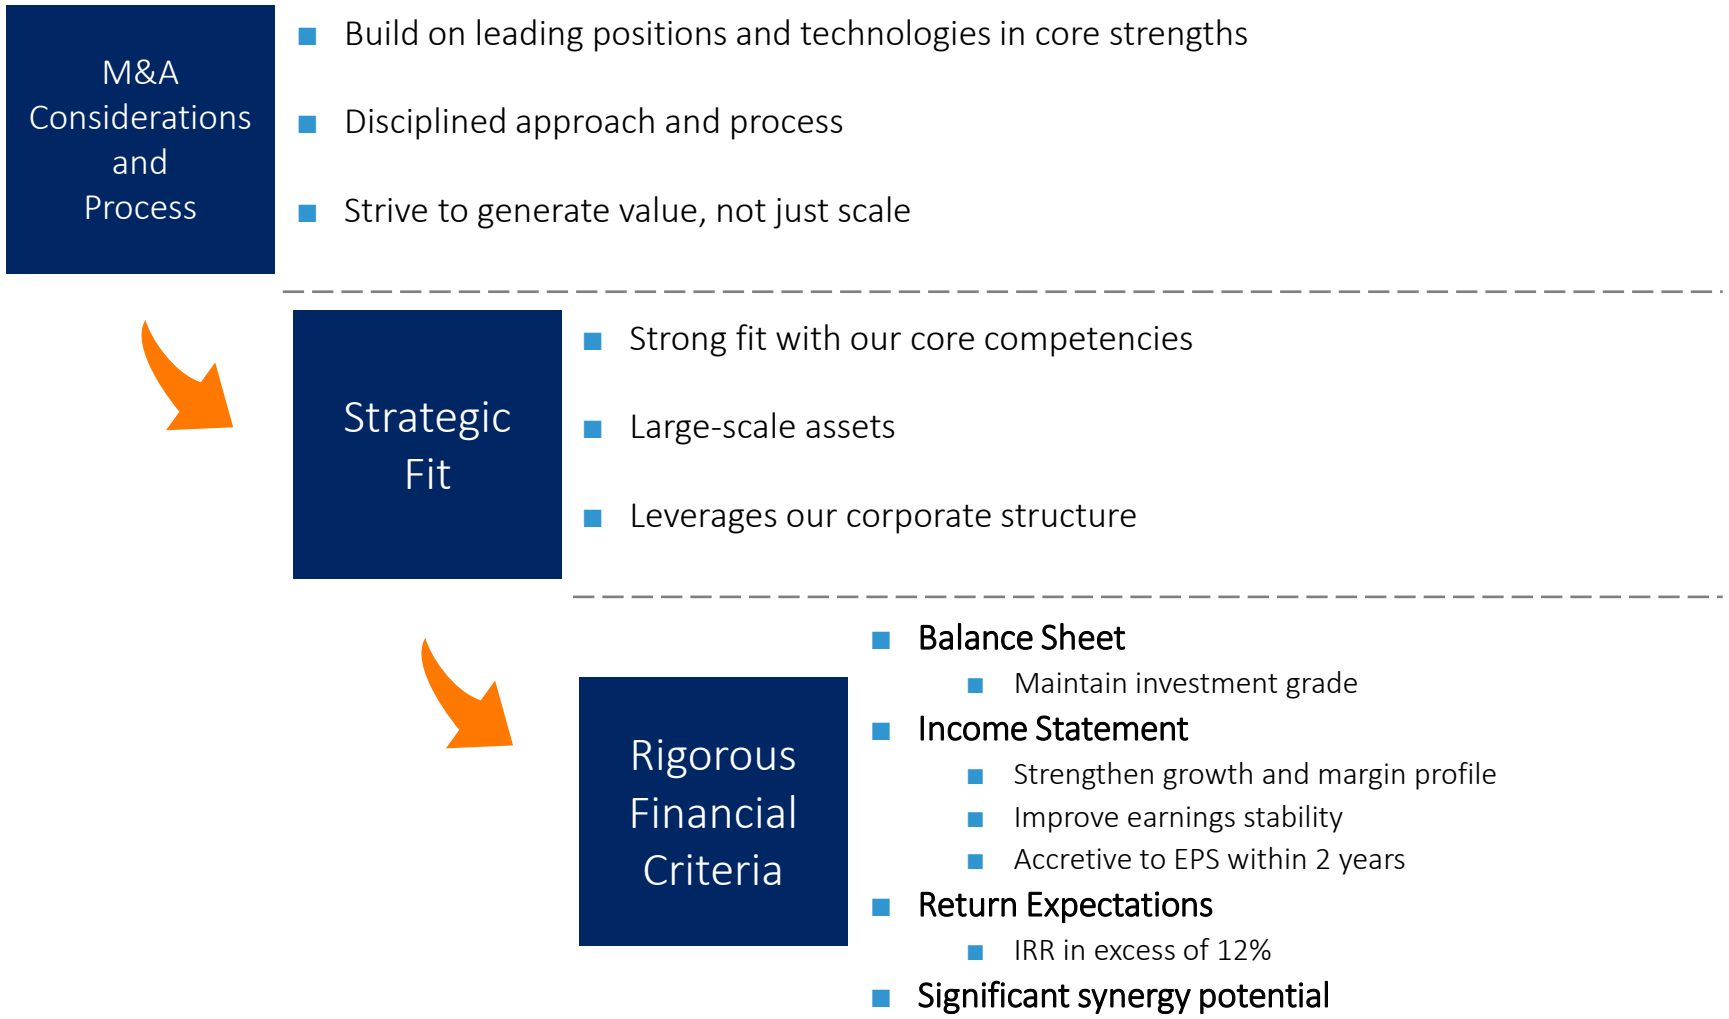 M&A
Considerations
and
Process
Build on leading positions and technologies in core strengths
Disciplined approach and process
Strive to generate value, not just scale
Strategic
Fit
Strong fit with our core competencies
Large-scale assets
Leverages our corporate structure
Rigorous
Financial
Criteria
Balance Sheet
Maintain investment grade
Income Statement
Strengthen growth and margin profile
Improve earnings stability
Accretive to EPS within 2 years
Return Expectations
IRR in excess of 12%
Significant synergy potential